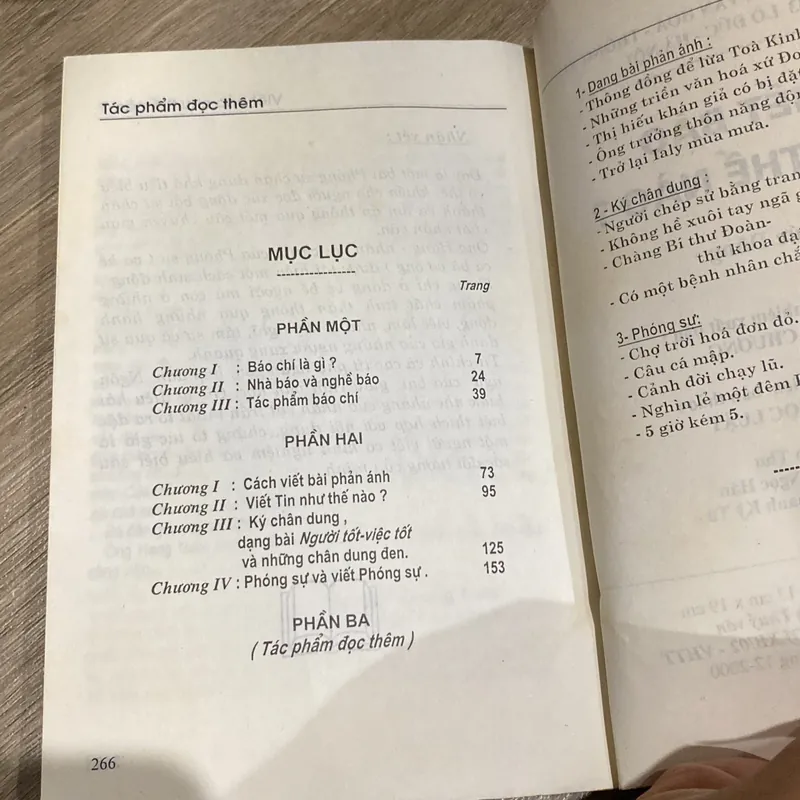 Tác phẩm đọc thêm
MỤC LỤC
Trang
PHẦN MỘT
Chương I : Báo chí là gì ? 7
Chương II : Nhà báo và nghề báo 24
Chương III : Tác phẩm báo chí 39
PHẦN HAI
Chương I : Cách viết bài phản ánh 73
Chương II : Viết Tin như thế nào ? 95
Chương III : Ký chân dung ,
dạng bài Người tốt-việc tốt
và những chân dung đen. 125
Chương IV : Phóng sự và viết Phóng sự . 153
PHẦN BA
( Tác phẩm đọc thêm )
266
1- Dạng bài phản ánh :
- Thông đồng để lừa Toà Kinh
- Những triền văn hoá xứ
- Thị hiếu khán giả có bị
- Ông trưởng thôn năng
- Trở lại Ialy mùa mưa.
2 - Ký chân dung :
- Người chép sử bằng
- Không hề xuôi tay ngã
- Chàng Bí thư Đoàn-
thủ khoa
- Có một bệnh nhân
3- Phóng sự:
- Chợ trời hoá đơn đỏ.
- Câu cá mập.
- Cảnh đời chạy lũ.
- Nghìn lẻ một đêm
- 5 giờ kém 5.